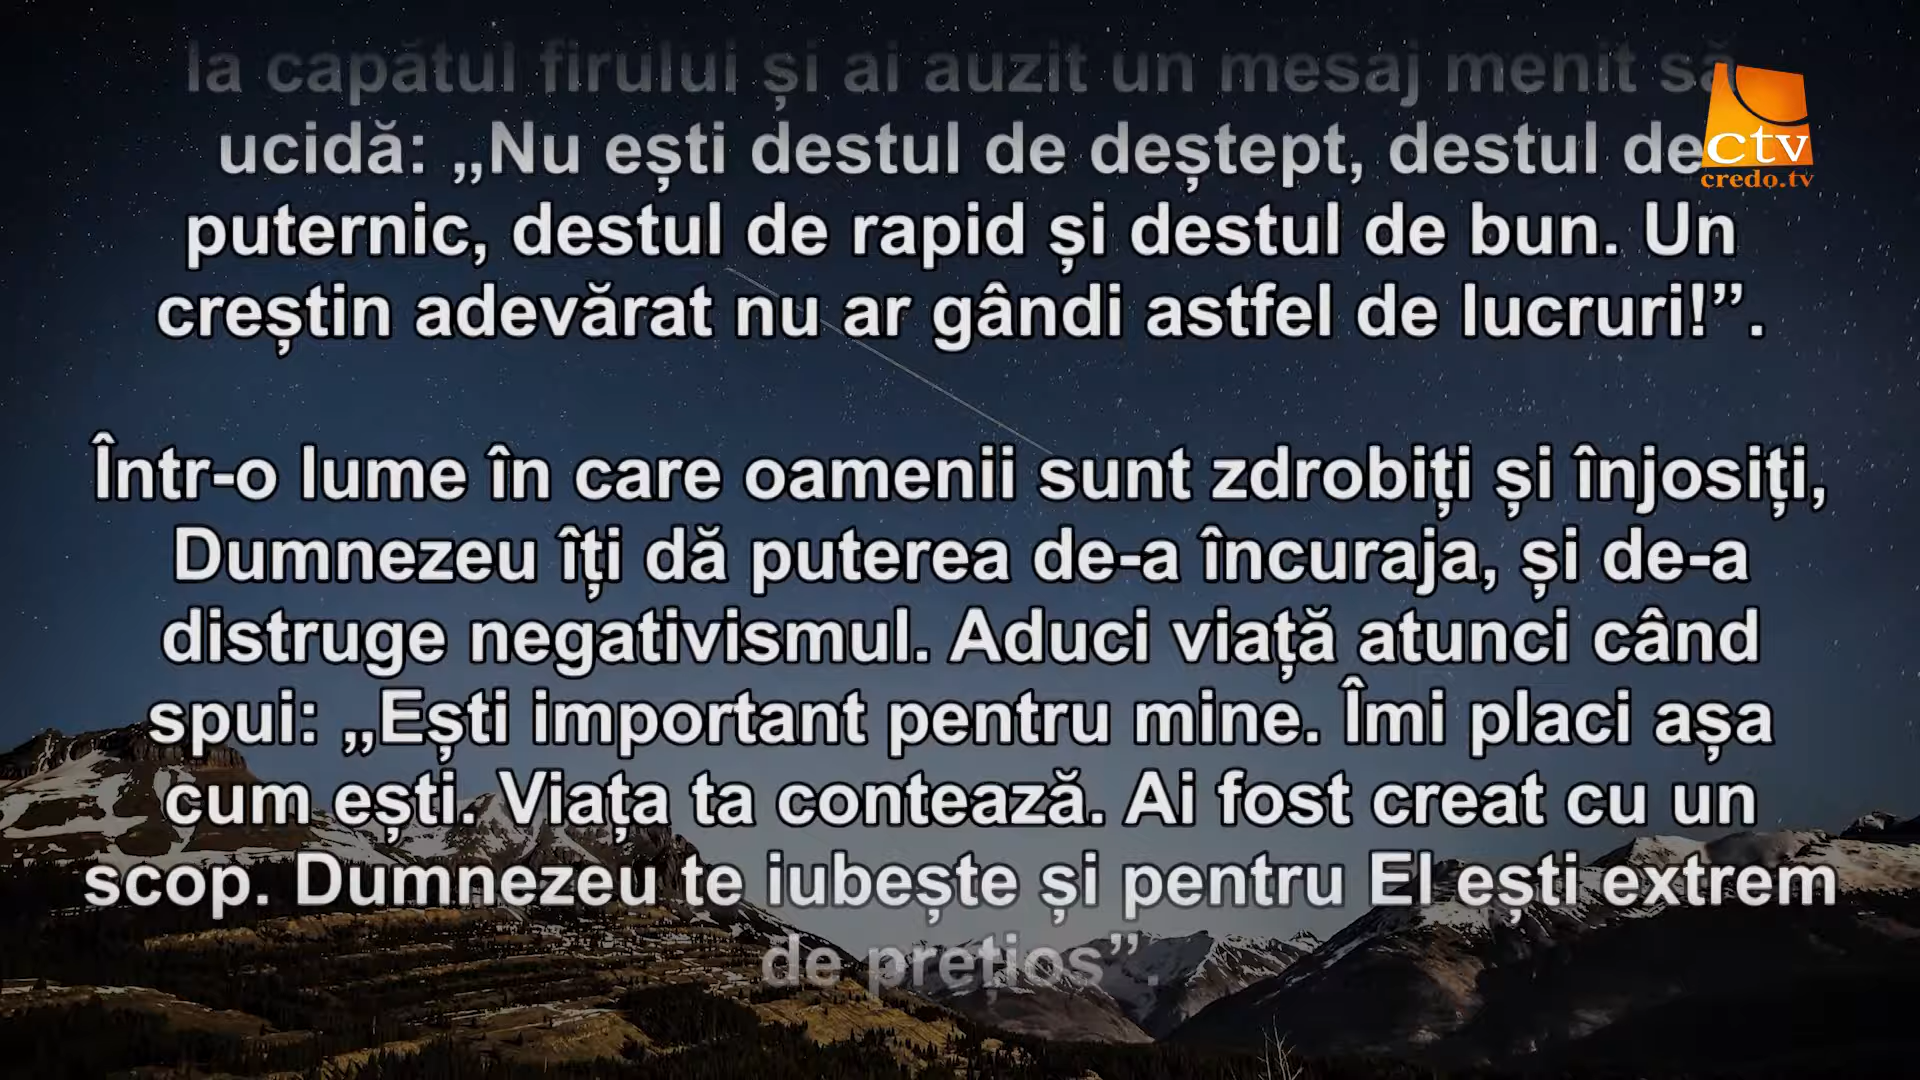 la capătul firului și ai auzit un mesaj menit să
ucidă: „Nu ești destul de deștept, destul de
puternic, destul de rapid și destul de bun. Un
creștin adevărat nu ar gândi astfel de lucruri!”.
Într-o lume în care oamenii sunt zdrobiți și înjosiți,
Dumnezeu îți dă puterea de-a încuraja, și de-a
distruge negativismul. Aduci viață atunci când
spui: „Ești important pentru mine. Îmi placi așa
cum ești. Viața ta contează. Ai fost creat cu un
scop. Dumnezeu te iubește și pentru El ești extrem
de prețios”.
ctv
credo.tv